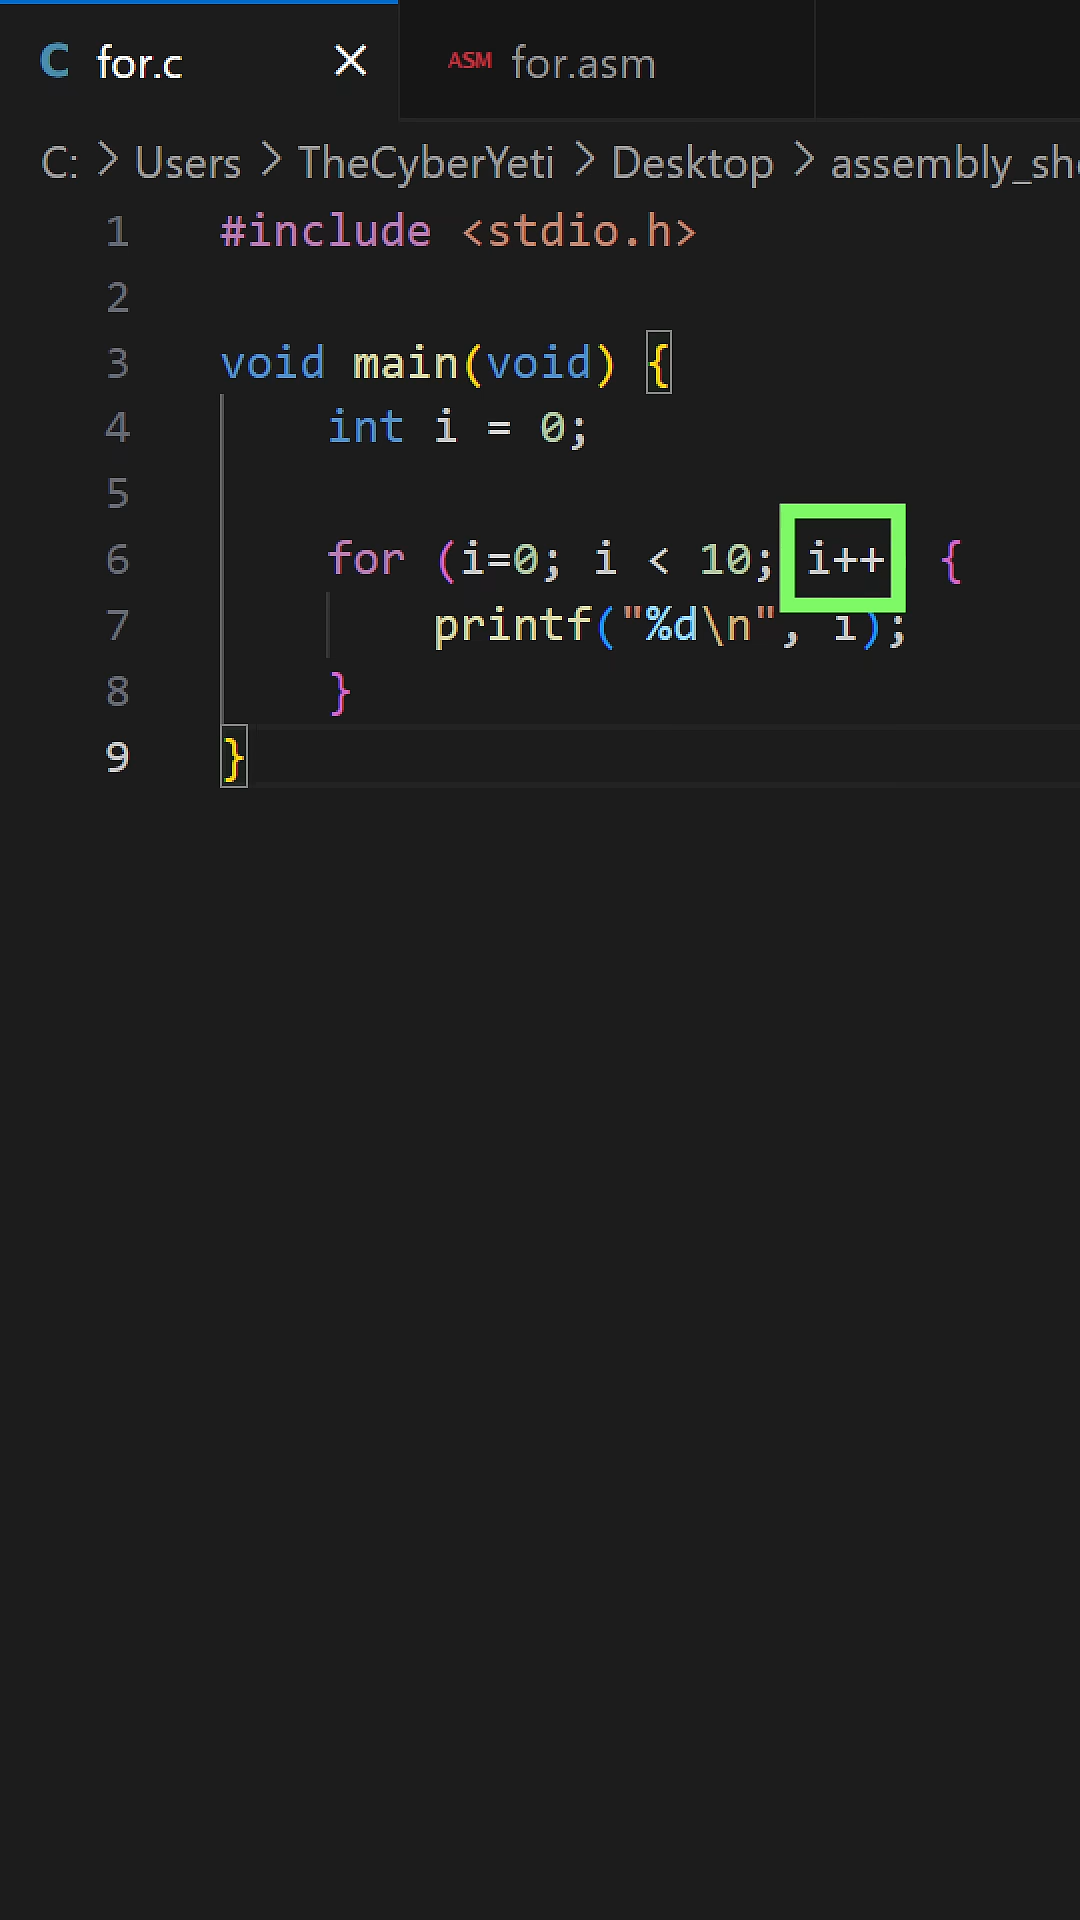 C for.c × ASM for.asm
C: > Users > TheCyberYeti > Desktop > assembly_sh
1 #include <stdio.h>
2
3 void main(void) {
4 int i = 0;
5
6 for (i=0; i < 10; i++ {
7 printf("%d\n", i);
8 }
9 }